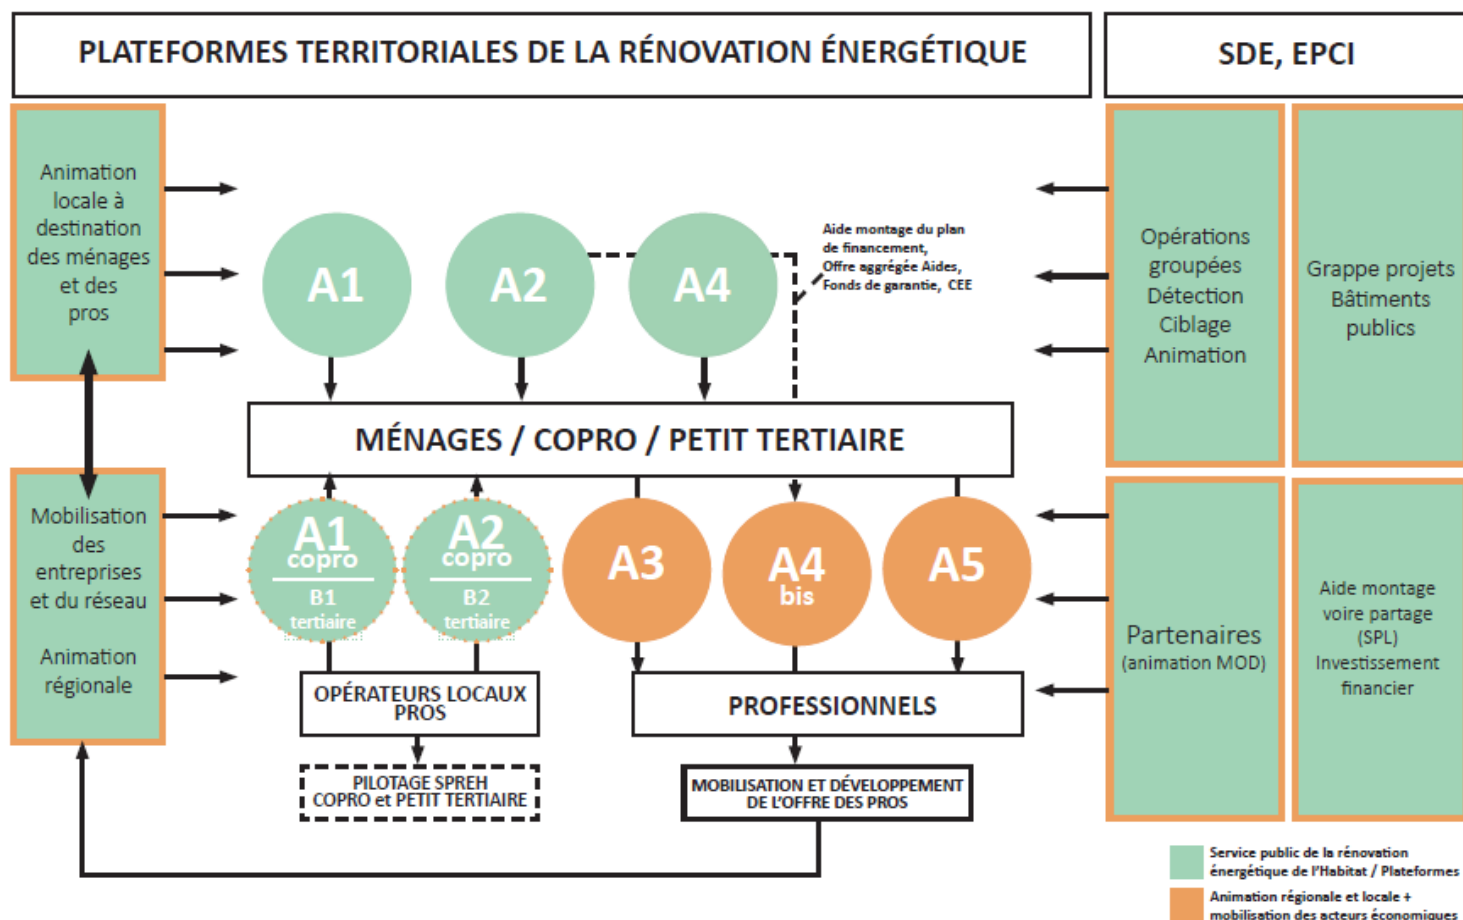 PLATEFORMES TERRITORIALES DE LA RÉNOVATION ÉNERGÉTIQUE
SDE, EPCI
Animation
locale à
destination
des ménages
et des
pros
A1
A2
A4
Aide montage du plan
de financement,
Offre aggrégée Aides,
Fonds de garantie, CEE
Opérations
groupées
Détection
Ciblage
Animation
Grappe projets
Bâtiments
publics
MÉNAGES / COPRO / PETIT TERTIAIRE
Mobilisation
des
entreprises
et du réseau
Animation
régionale
A1
copro
B1
tertiaire
A2
copro
B2
tertiaire
A3
A4
bis
A5
Partenaires
(animation MOD)
Aide montage
voire partage
(SPL)
Investissement
financier
OPÉRATEURS LOCAUX
PROS
PROFESSIONNELS
PILOTAGE SPREH
COPRO et PETIT TERTIAIRE
MOBILISATION ET DÉVELOPPEMENT
DE L'OFFRE DES PROS
Service public de la rénovation
énergétique de l'Habitat / Plateformes
Animation régionale et locale +
mobilisation des acteurs économiques